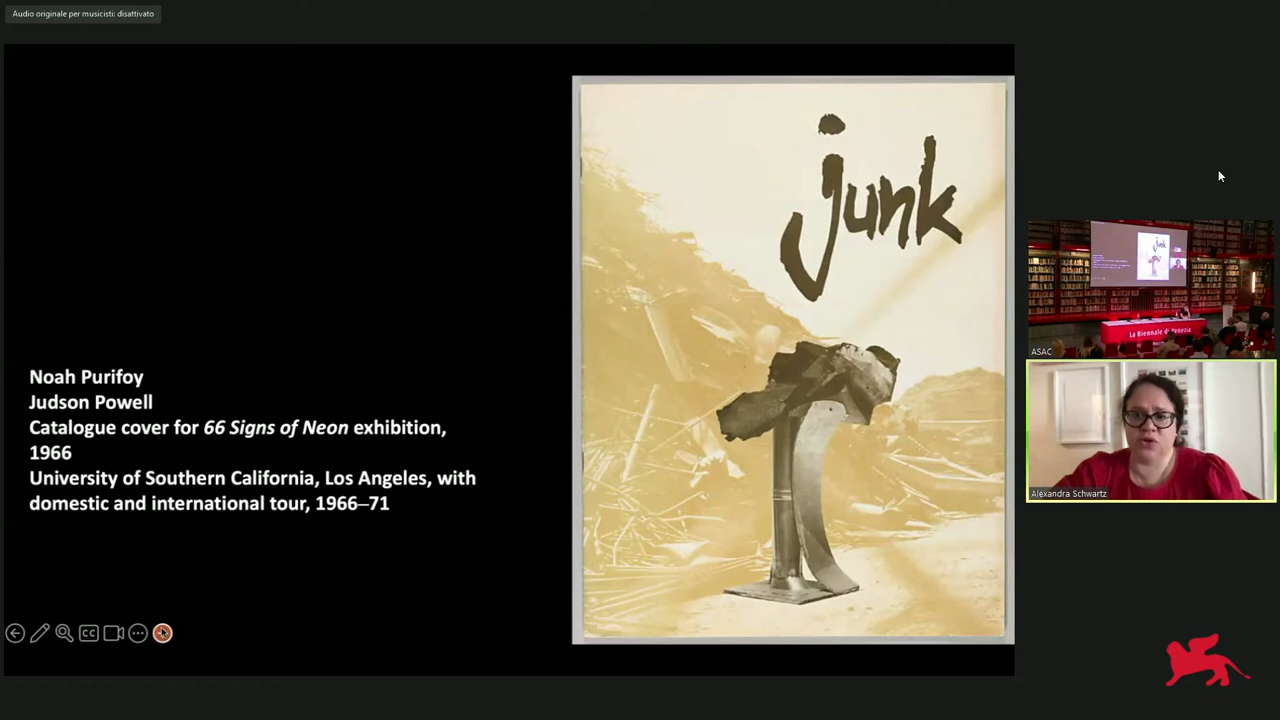 Audio originale per musicisti: disattivato
junk
Noah Purifoy
Judson Powell
Catalogue cover for 66 Signs of Neon exhibition,
1966
University of Southern California, Los Angeles, with
domestic and international tour, 1966–71
CC
La Biennale di Venezia
ASAC
Alexandra Schwartz